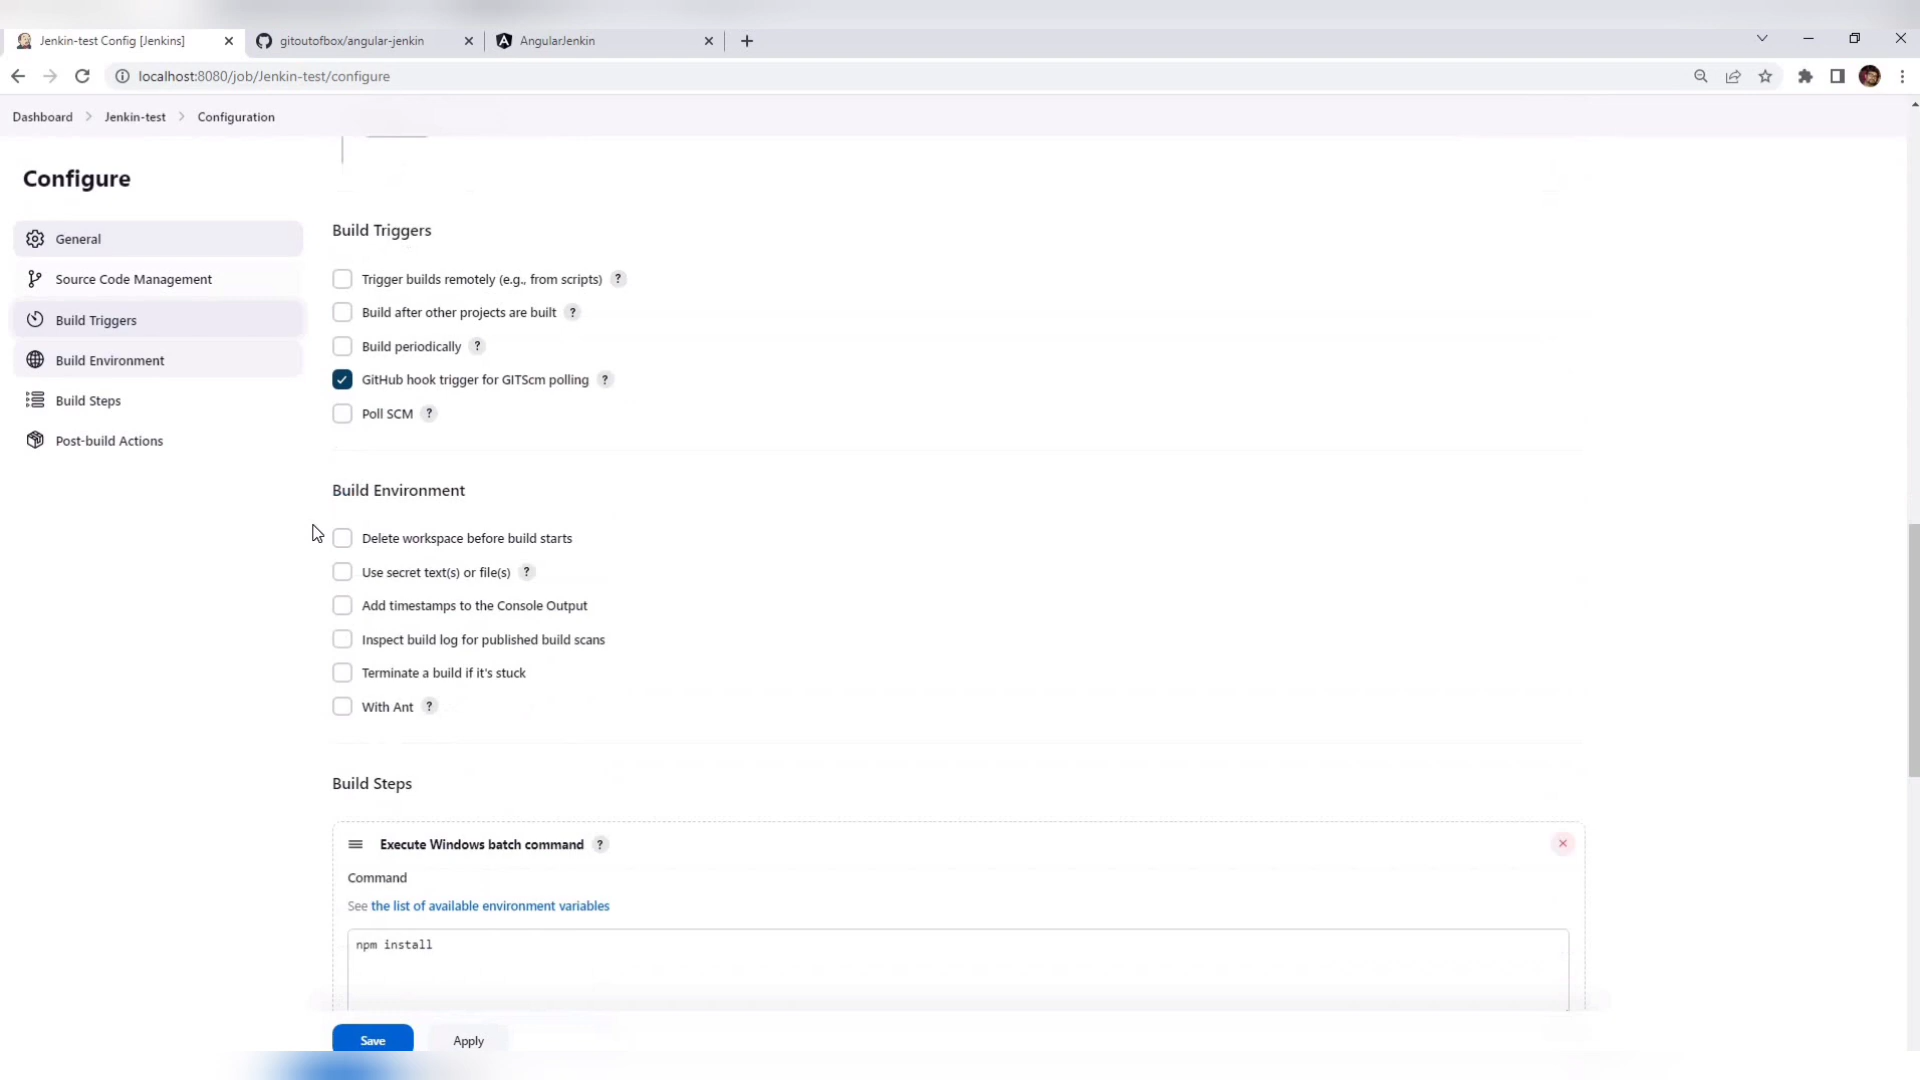 Jenkin-test Config [Jenkins]
gitoutofbox/angular-jenkin
AngularJenkin
localhost:8080/job/Jenkin-test/configure
Dashboard > Jenkin-test > Configuration
Configure
General
Source Code Management
Build Triggers
Build Environment
Build Steps
Post-build Actions
Build Triggers
Trigger builds remotely (e.g., from scripts) ?
Build after other projects are built ?
Build periodically ?
GitHub hook trigger for GITScm polling ?
Poll SCM ?
Build Environment
Delete workspace before build starts
Use secret text(s) or file(s) ?
Add timestamps to the Console Output
Inspect build log for published build scans
Terminate a build if it's stuck
With Ant ?
Build Steps
Execute Windows batch command ?
Command
See the list of available environment variables
npm install
Save
Apply